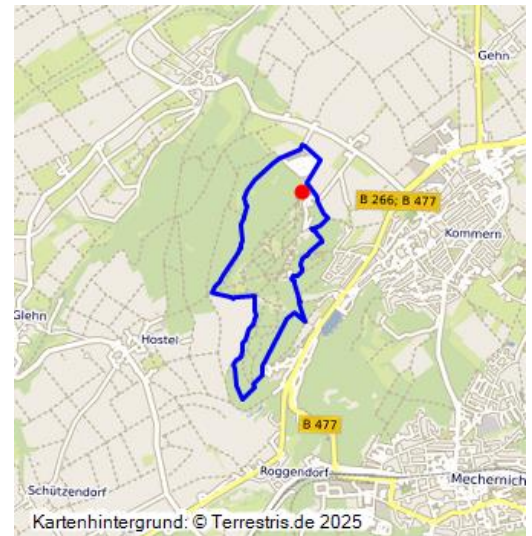 Gehn
B 266; B 477
Kommern
Glehn
Hostel
B 477
Roggendorf
Mechernich
Schützendorf
Kartenhintergrund: © Terrestris.de 2025